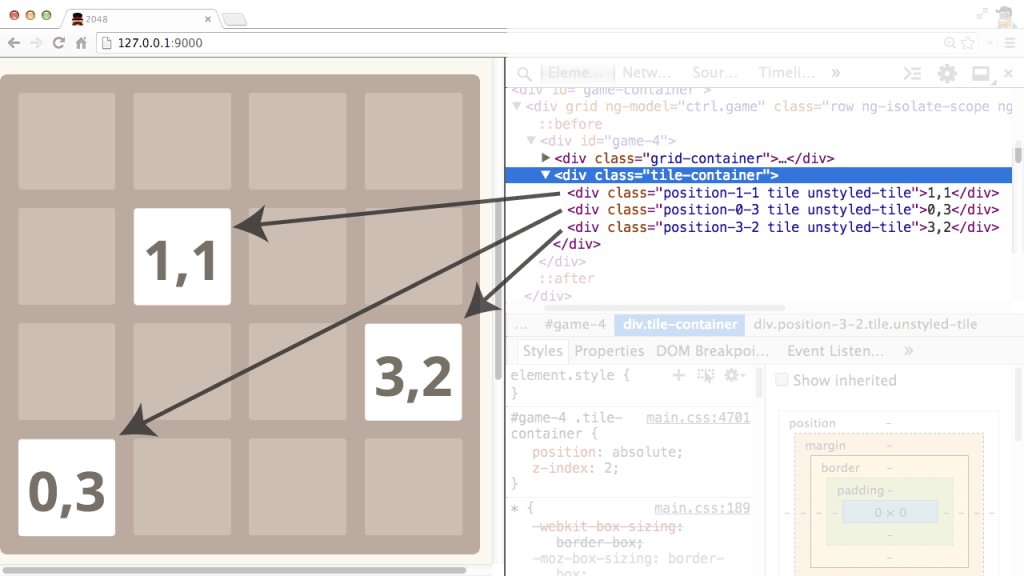 2048
127.0.0.1:9000
1,1
3,2
0,3
Eleme... Netw... Sour... Timeli... »
<div id="game-container">
<div grid ng-model="ctrl.game" class="row ng-isolate-scope ng
::before
<div id="game-4">
<div class="grid-container">…</div>
<div class="tile-container">
<div class="position-1-1 tile unstyled-tile">1,1</div>
<div class="position-0-3 tile unstyled-tile">0,3</div>
<div class="position-3-2 tile unstyled-tile">3,2</div>
</div>
</div>
::after
</div>
... #game-4 div.tile-container div.position-3-2.tile.unstyled-tile
Styles Properties DOM Breakpoi... Event Listen... »
element.style {
}
#game-4 .tile- main.css:4701
container {
position: absolute;
z-index: 2;
}
* { main.css:189
-webkit-box-sizing:
border-box;
-moz-box-sizing: border-
box;
Show inherited
position -
margin -
border -
padding -
- - - 0 × 0 - - -
-
-